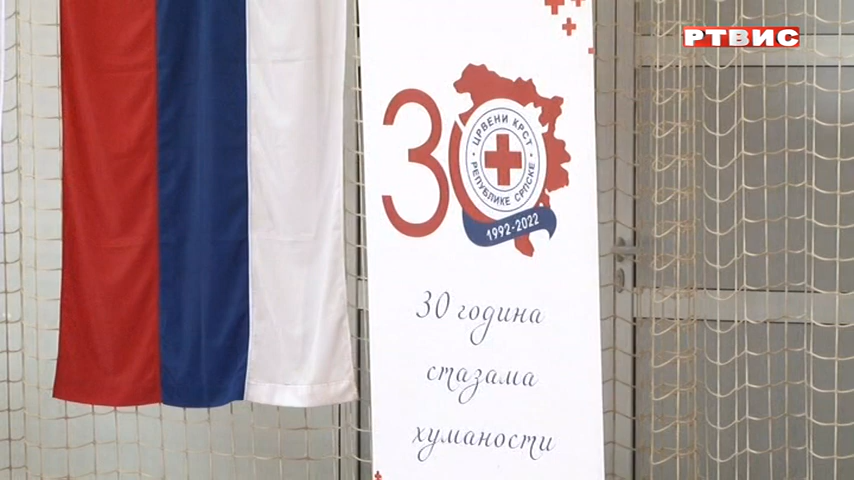 РТВИС
30
ЦРВЕНИ КРСТ
РЕПУБЛИКЕ СРПСКЕ
1992-2022
30 година
стазама
хуманости